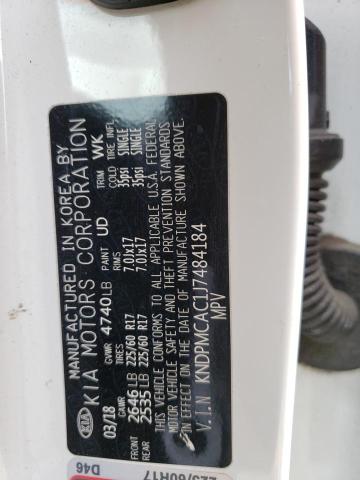 KIA
MANUFACTURED IN KOREA BY
KIA MOTORS CORPORATION
03/18 GVWR 4740LB PAINT UD TRIM WK
GAWR TIRES RIMS COLD TIRE INFL.
FRONT 2646LB 225/60 R17 7.0JX17 35psi SINGLE
REAR 2535LB 225/60 R17 7.0JX17 35psi SINGLE
THIS VEHICLE CONFORMS TO ALL APPLICABLE U.S.A. FEDERAL
MOTOR VEHICLE SAFETY AND THEFT PREVENTION STANDARDS
IN EFFECT ON THE DATE OF MANUFACTURE SHOWN ABOVE.
V.I.N KNDPMCAC1J7484184
MPV
225/60R17
D46